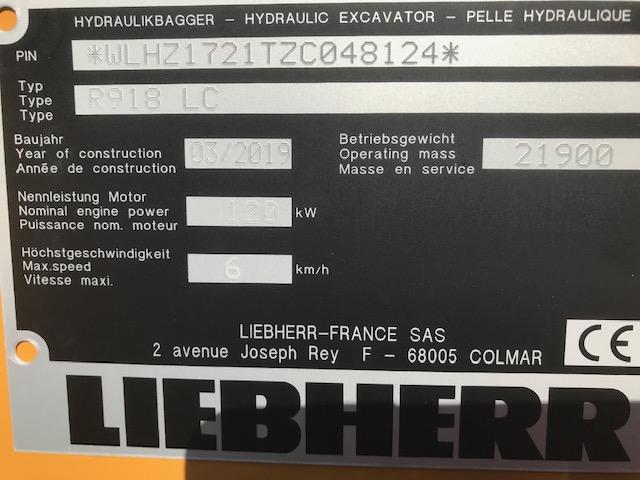 HYDRAULIKBAGGER - HYDRAULIC EXCAVATOR - PELLE HYDRAULIQUE
PIN *WLHZ1721TZC048124*
Typ
Type R918 LC
Type
Baujahr
Year of construction 03/2019
Année de construction
Betriebsgewicht
Operating mass 21900
Masse en service
Nennleistung Motor
Nominal engine power 120 kW
Puissance nom. moteur
Höchstgeschwindigkeit
Max.speed 6 km/h
Vitesse maxi.
LIEBHERR-FRANCE SAS
2 avenue Joseph Rey F - 68005 COLMAR
CE
LIEBHERR